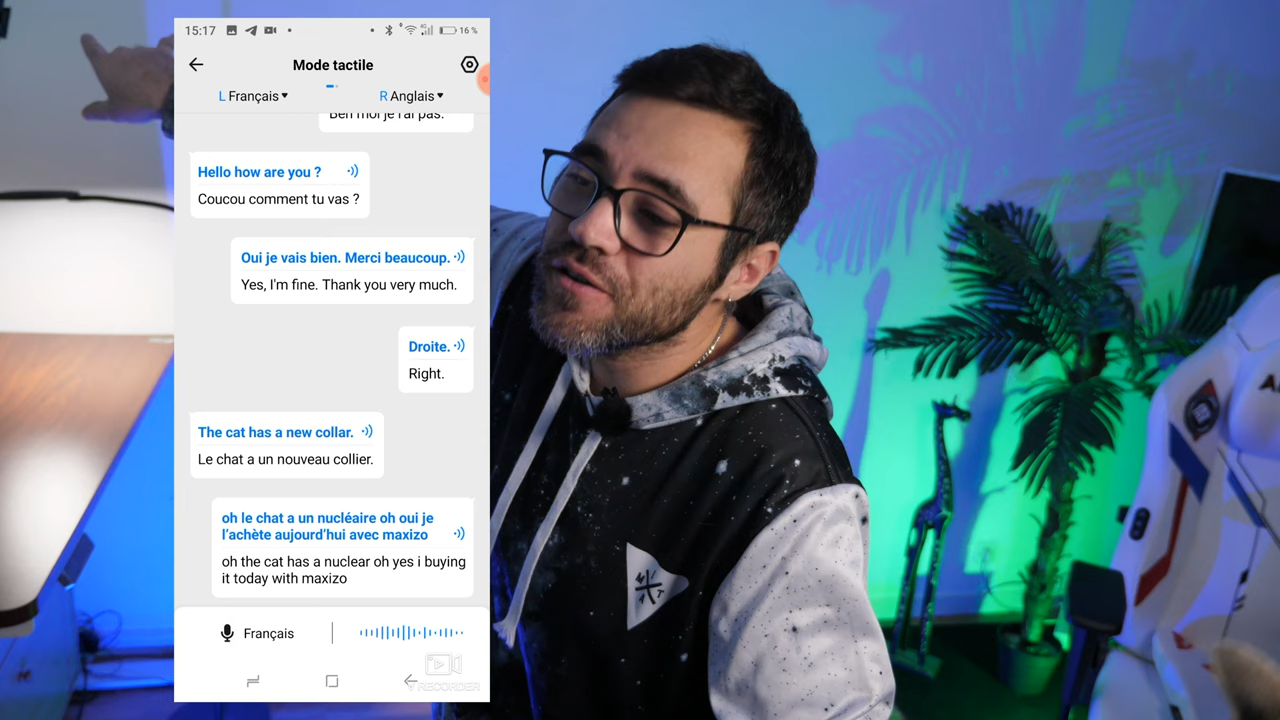 15:17
4G
16 %
Mode tactile
L Français
R Anglais
Ben moi je l'ai pas.
Hello how are you ?
Coucou comment tu vas ?
Oui je vais bien. Merci beaucoup.
Yes, I'm fine. Thank you very much.
Droite.
Right.
The cat has a new collar.
Le chat a un nouveau collier.
oh le chat a un nucléaire oh oui je
l'achète aujourd'hui avec maxizo
oh the cat has a nuclear oh yes i buying
it today with maxizo
Français
RECORDER